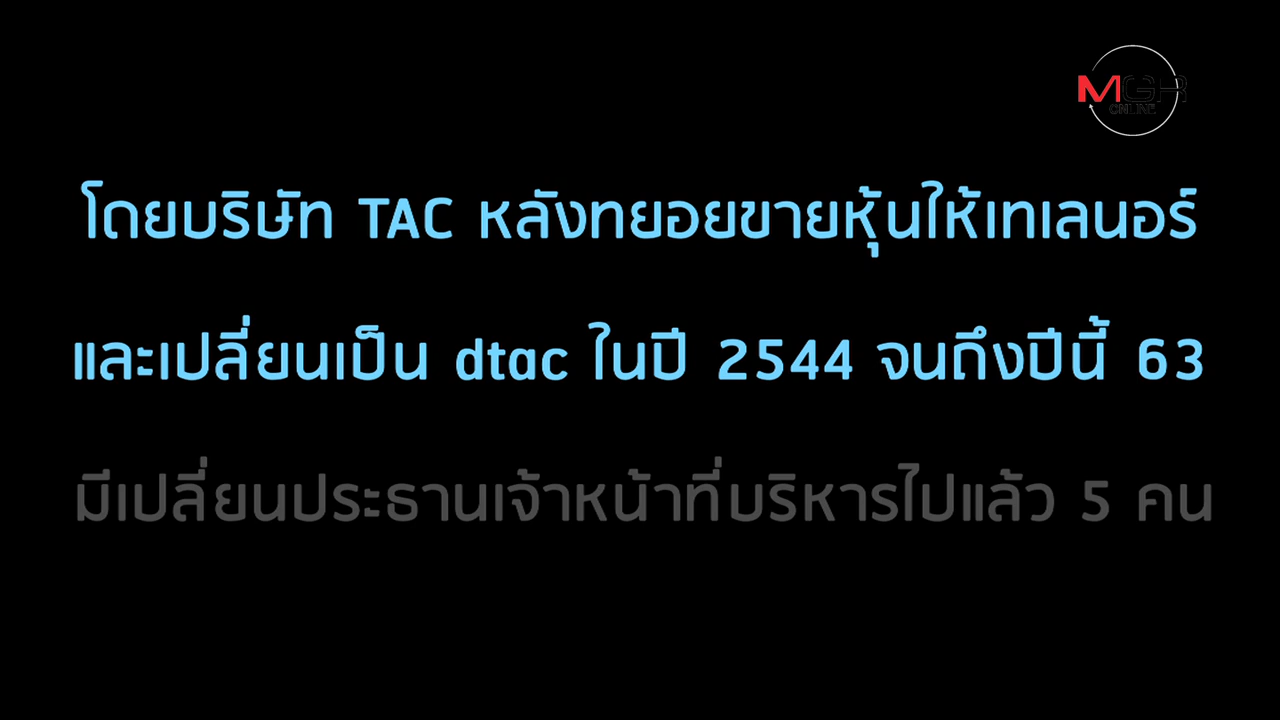 MGR
ONLINE
โดยบริษัท TAC หลังทยอยขายหุ้นให้เทเลนอร์
และเปลี่ยนเป็น dtac ในปี 2544 จนถึงปีนี้ 63
มีเปลี่ยนประธานเจ้าหน้าที่บริหารไปแล้ว 5 คน